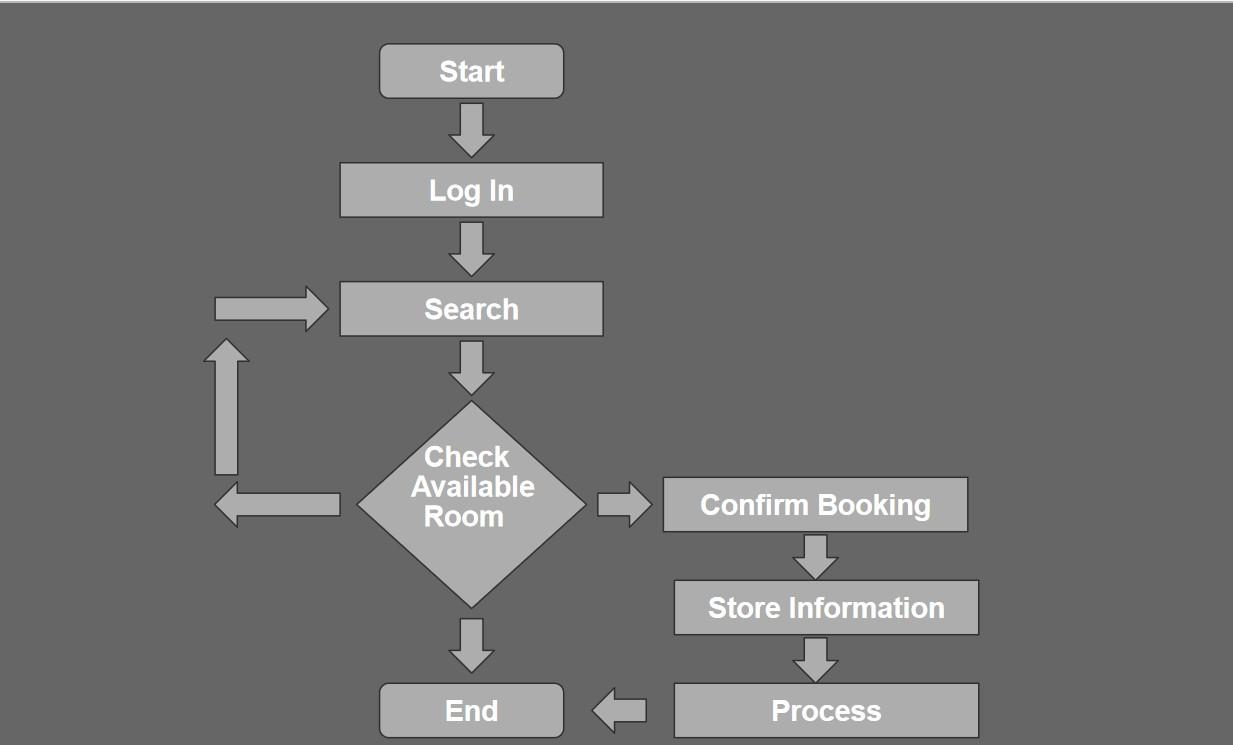 Start
Log In
Search
Check
Available
Room
Confirm Booking
Store Information
End
Process